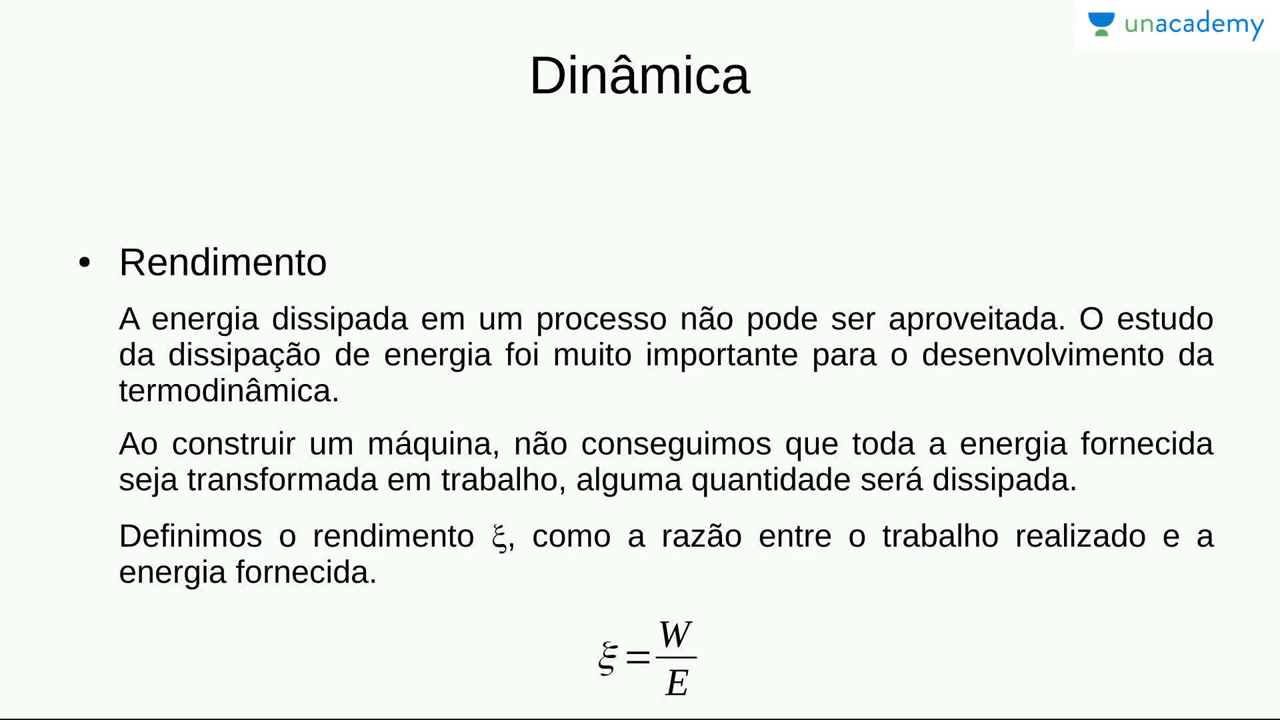 unacademy
Dinâmica
• Rendimento
A energia dissipada em um processo não pode ser aproveitada. O estudo
da dissipação de energia foi muito importante para o desenvolvimento da
termodinâmica.
Ao construir um máquina, não conseguimos que toda a energia fornecida
seja transformada em trabalho, alguma quantidade será dissipada.
Definimos o rendimento ξ, como a razão entre o trabalho realizado e a
energia fornecida.
ξ = W/E